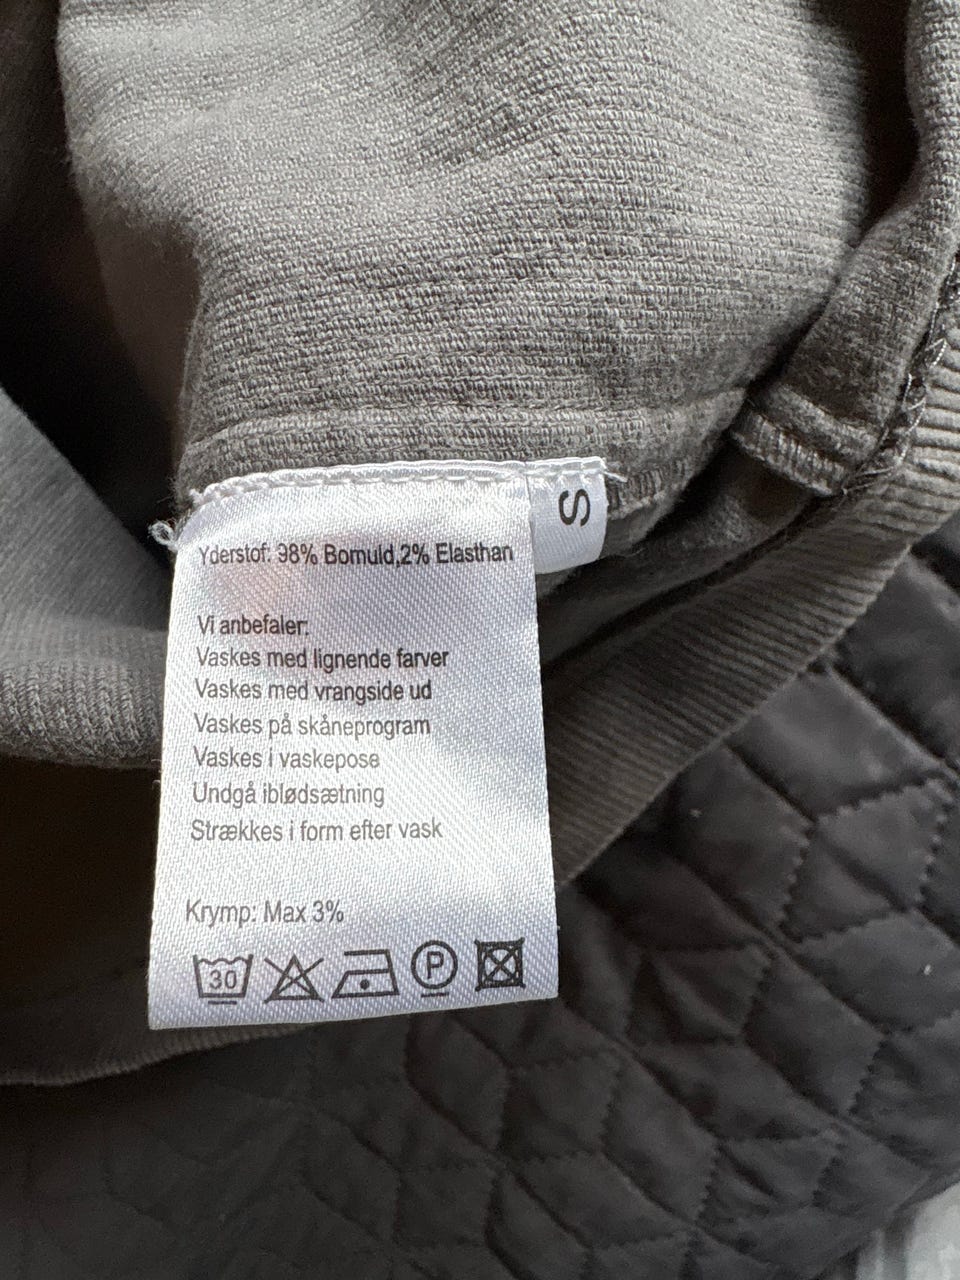 S
Yderstof: 98% Bomuld,2% Elasthan
Vi anbefaler:
Vaskes med lignende farver
Vaskes med vrangside ud
Vaskes på skåneprogram
Vaskes i vaskepose
Undgå iblødsætning
Strækkes i form efter vask
Krymp: Max 3%
30 P